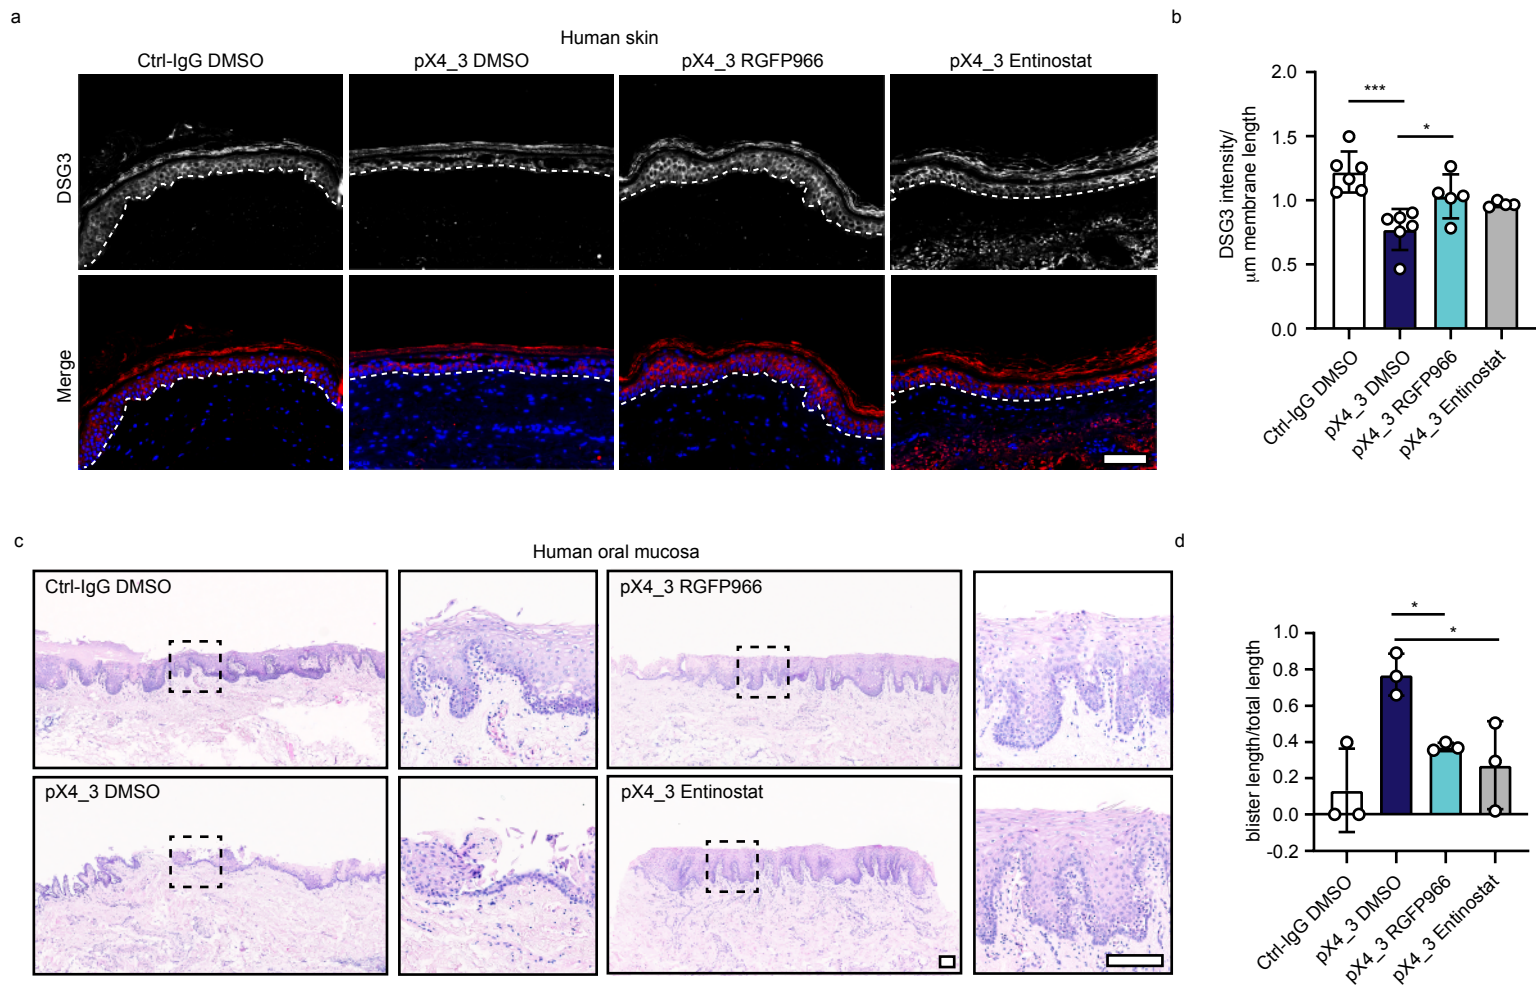 a
Human skin
Ctrl-IgG DMSO
pX4_3 DMSO
pX4_3 RGFP966
pX4_3 Entinostat
DSG3
Merge
b
DSG3 intensity/
μm membrane length
2.0
1.5
1.0
0.5
0.0
***
*
Ctrl-IgG DMSO
pX4_3 DMSO
pX4_3 RGFP966
pX4_3 Entinostat
c
Human oral mucosa
Ctrl-IgG DMSO
pX4_3 RGFP966
pX4_3 DMSO
pX4_3 Entinostat
d
blister length/total length
1.0
0.8
0.6
0.4
0.2
0.0
-0.2
*
*
Ctrl-IgG DMSO
pX4_3 DMSO
pX4_3 RGFP966
pX4_3 Entinostat